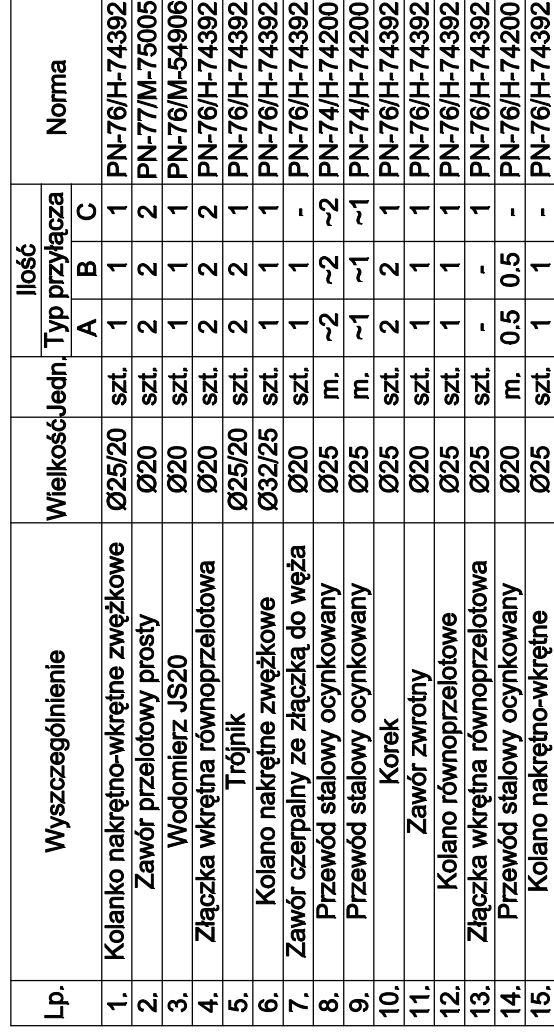 Lp. Wyszczególnienie Wielkość Jedn. Ilość Norma
Typ przyłącza
A B C
1. Kolanko nakrętno-wkrętne zwężkowe Ø25/20 szt. 1 1 1 PN-76/H-74392
2. Zawór przelotowy prosty Ø20 szt. 2 2 2 PN-77/M-75005
3. Wodomierz JS20 Ø20 szt. 1 1 1 PN-76/M-54906
4. Złączka wkrętna równoprzelotowa Ø20 szt. 2 2 2 PN-76/H-74392
5. Trójnik Ø25/20 szt. 2 2 1 PN-76/H-74392
6. Kolano nakrętne zwężkowe Ø32/25 szt. 1 1 1 PN-76/H-74392
7. Zawór czerpalny ze złączką do węża Ø20 szt. 1 1 - PN-76/H-74392
8. Przewód stalowy ocynkowany Ø25 m. ~2 ~2 ~2 PN-74/H-74200
9. Przewód stalowy ocynkowany Ø25 m. ~1 ~1 ~1 PN-74/H-74200
10. Korek Ø25 szt. 2 2 1 PN-76/H-74392
11. Zawór zwrotny Ø20 szt. 1 1 1 PN-76/H-74392
12. Kolano równoprzelotowe Ø25 szt. 1 1 1 PN-76/H-74392
13. Złączka wkrętna równoprzelotowa Ø25 szt. - - 1 PN-76/H-74392
14. Przewód stalowy ocynkowany Ø20 m. 0.5 0.5 - PN-76/H-74200
15. Kolano nakrętno-wkrętne Ø25 szt. 1 1 - PN-76/H-74392